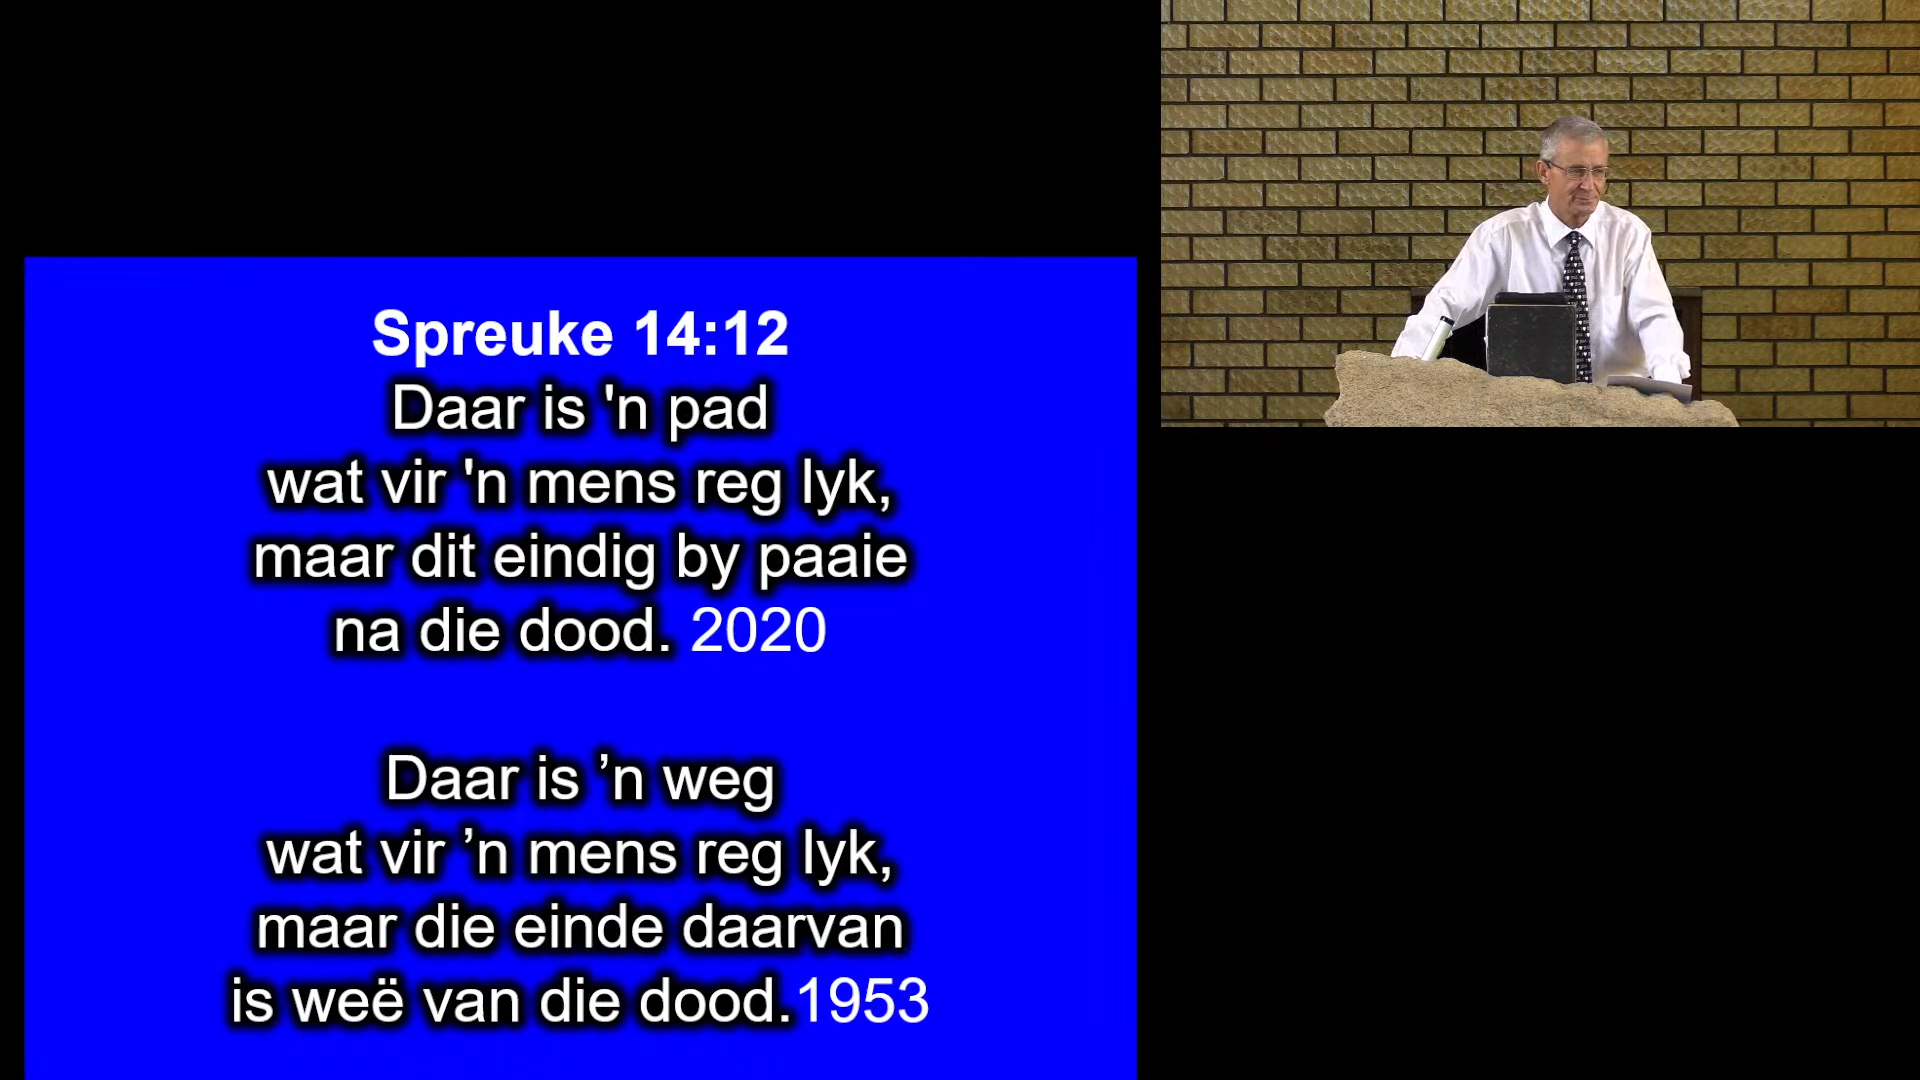 Spreuke 14:12
Daar is 'n pad
wat vir 'n mens reg lyk,
maar dit eindig by paaie
na die dood. 2020
Daar is ’n weg
wat vir ’n mens reg lyk,
maar die einde daarvan
is weë van die dood.1953